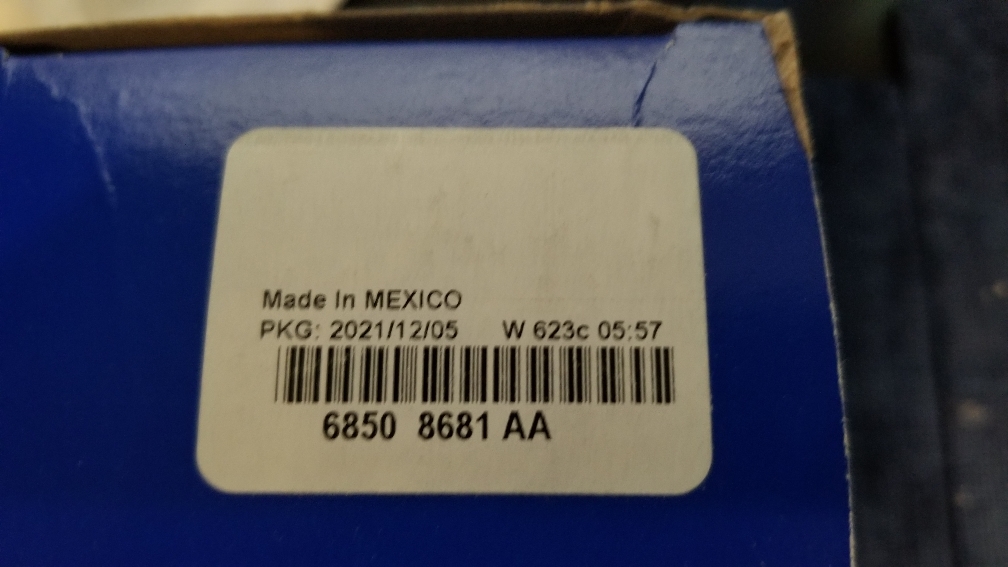 Made In MEXICO
PKG: 2021/12/05 W 623c 05:57
6850 8681 AA